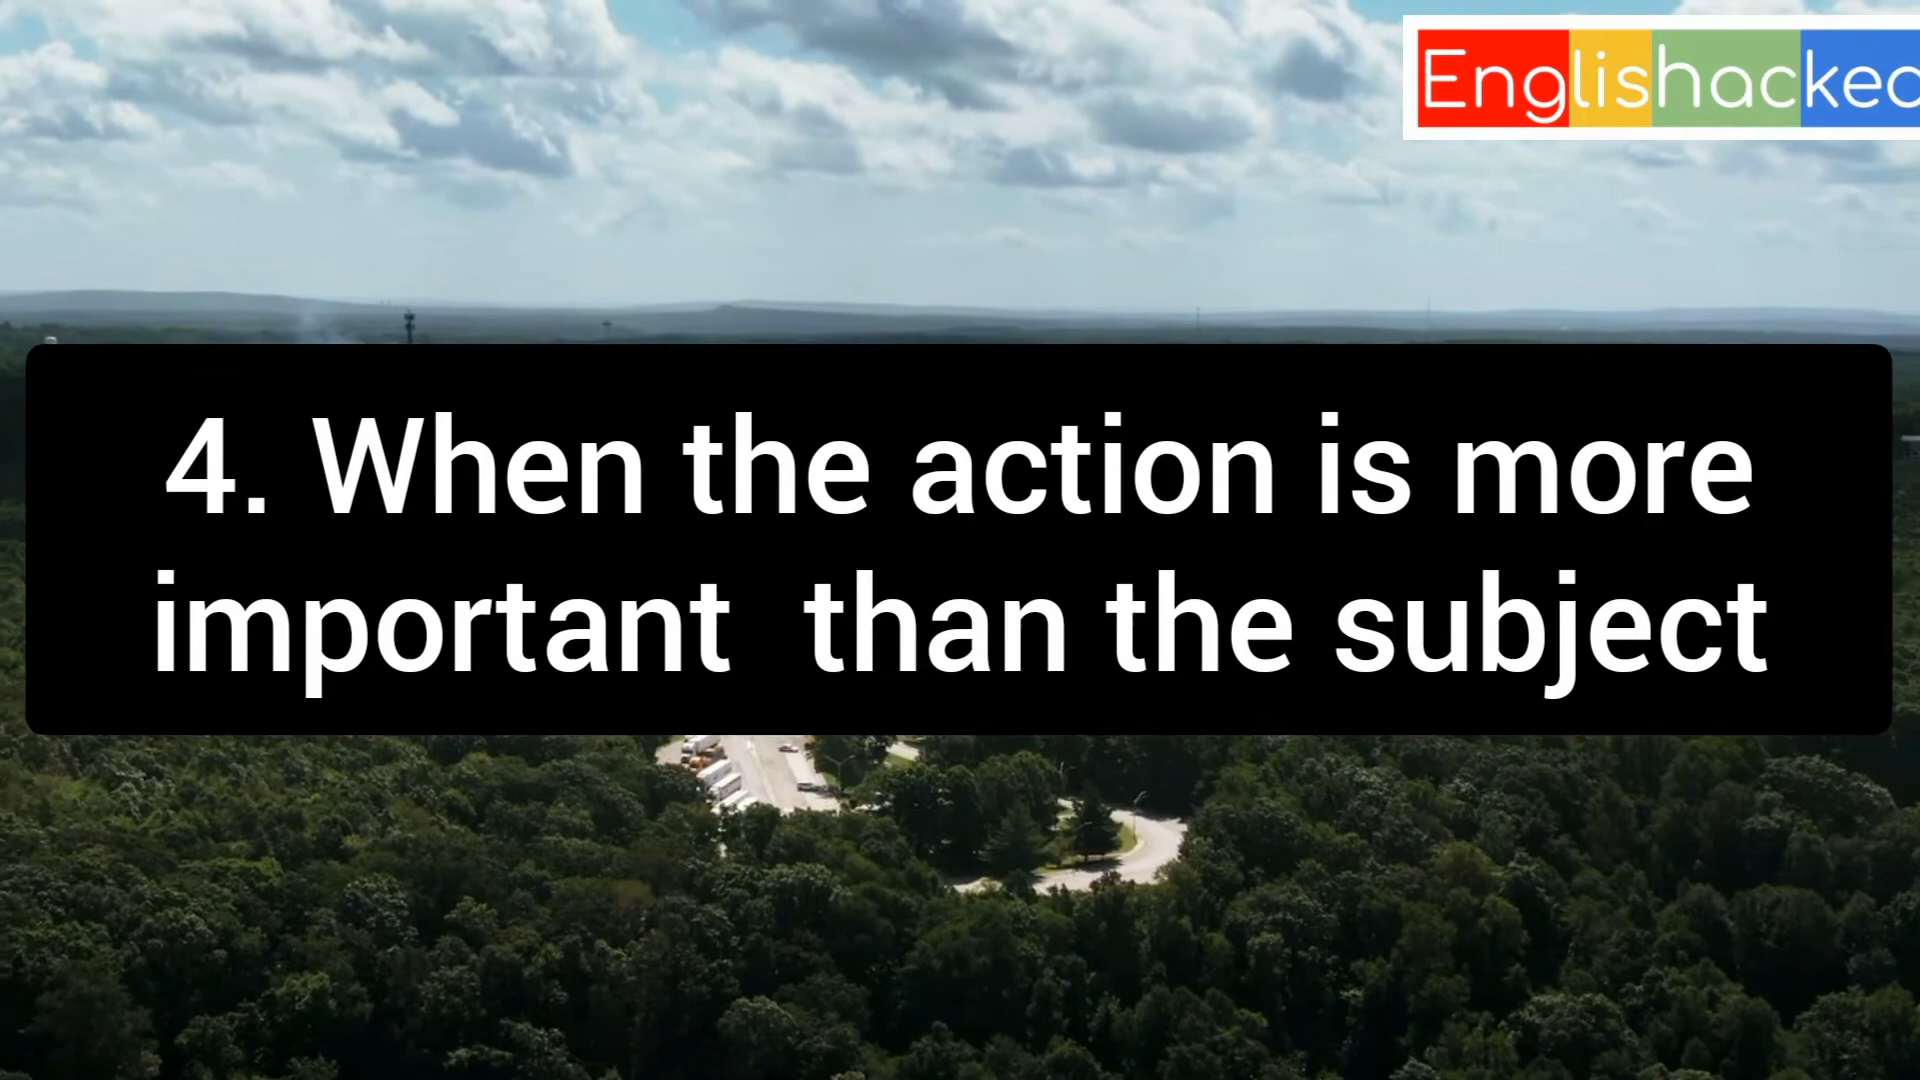 Englishacked
4. When the action is more
important  than the subject